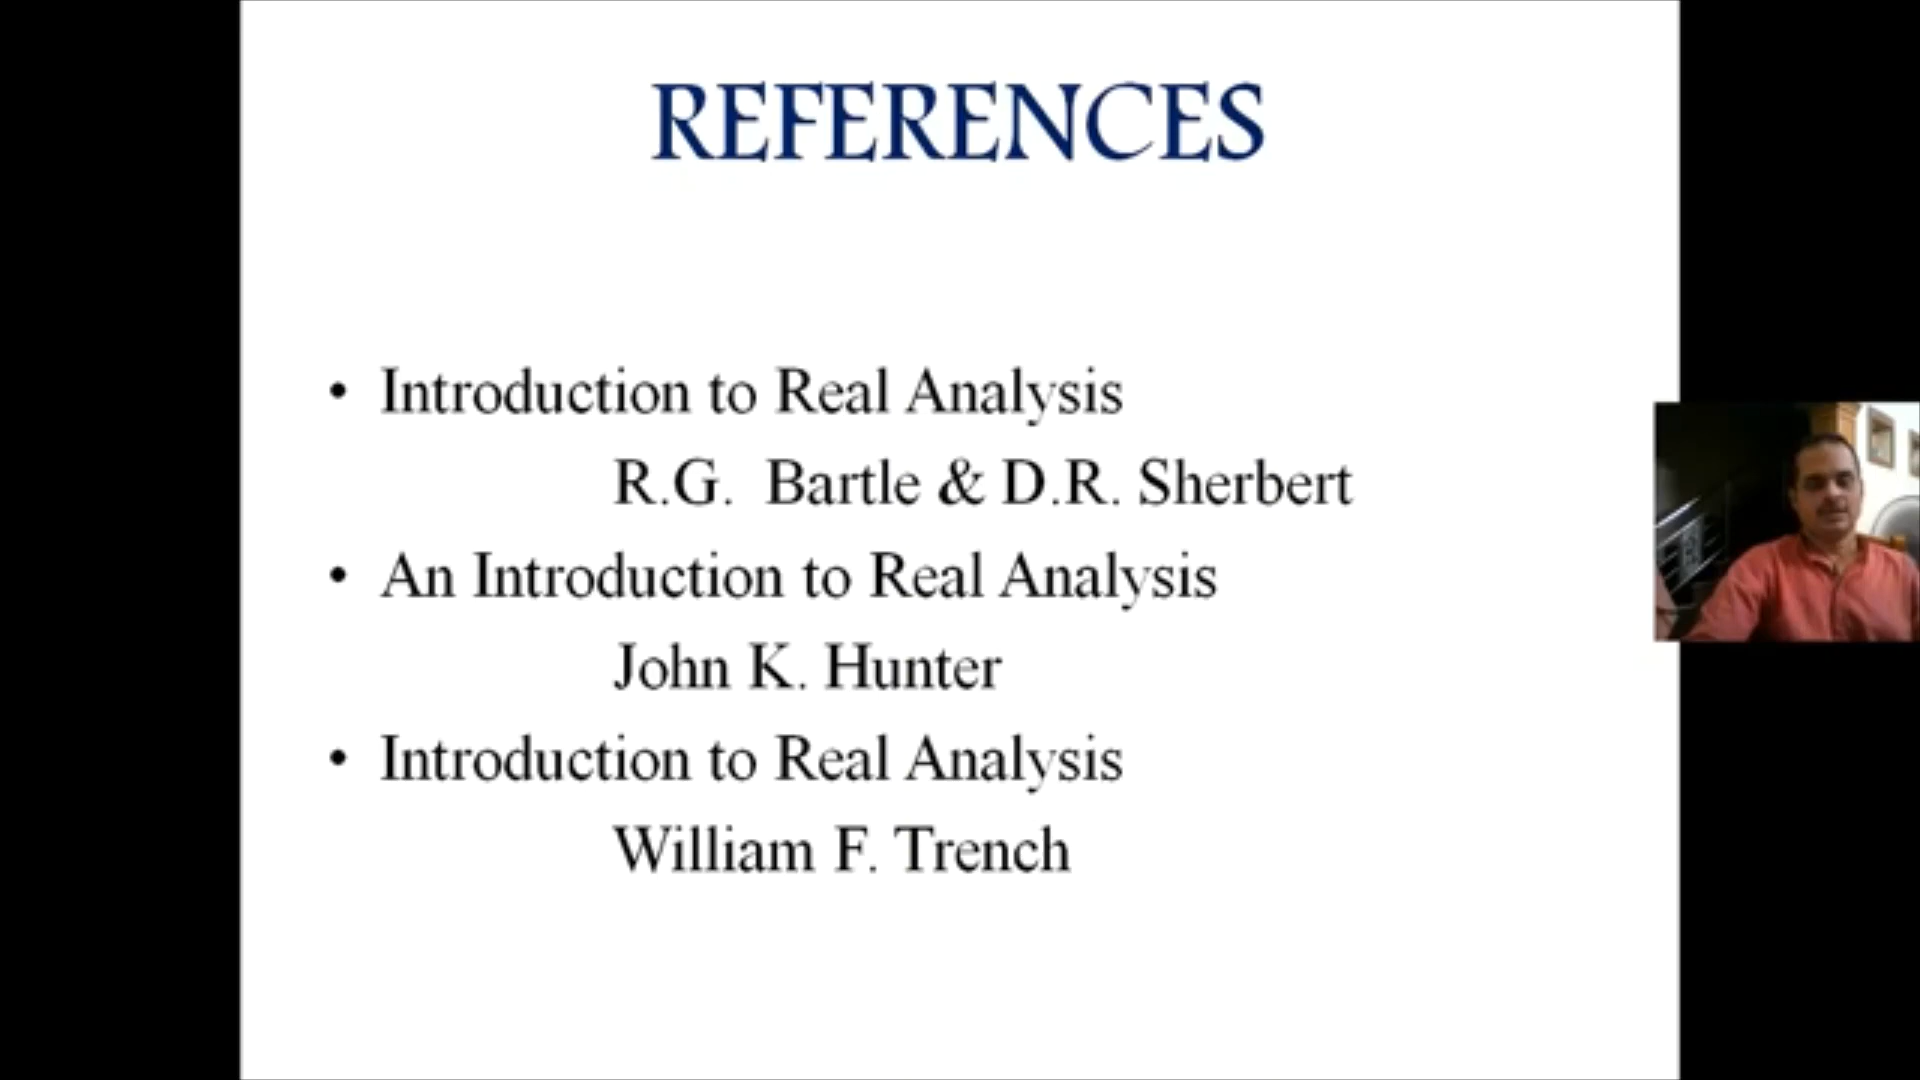 REFERENCES
• Introduction to Real Analysis
R.G. Bartle & D.R. Sherbert
• An Introduction to Real Analysis
John K. Hunter
• Introduction to Real Analysis
William F. Trench